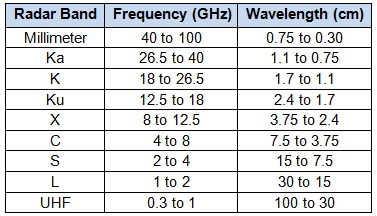 Radar Band Frequency (GHz) Wavelength (cm)
Millimeter 40 to 100 0.75 to 0.30
Ka 26.5 to 40 1.1 to 0.75
K 18 to 26.5 1.7 to 1.1
Ku 12.5 to 18 2.4 to 1.7
X 8 to 12.5 3.75 to 2.4
C 4 to 8 7.5 to 3.75
S 2 to 4 15 to 7.5
L 1 to 2 30 to 15
UHF 0.3 to 1 100 to 30